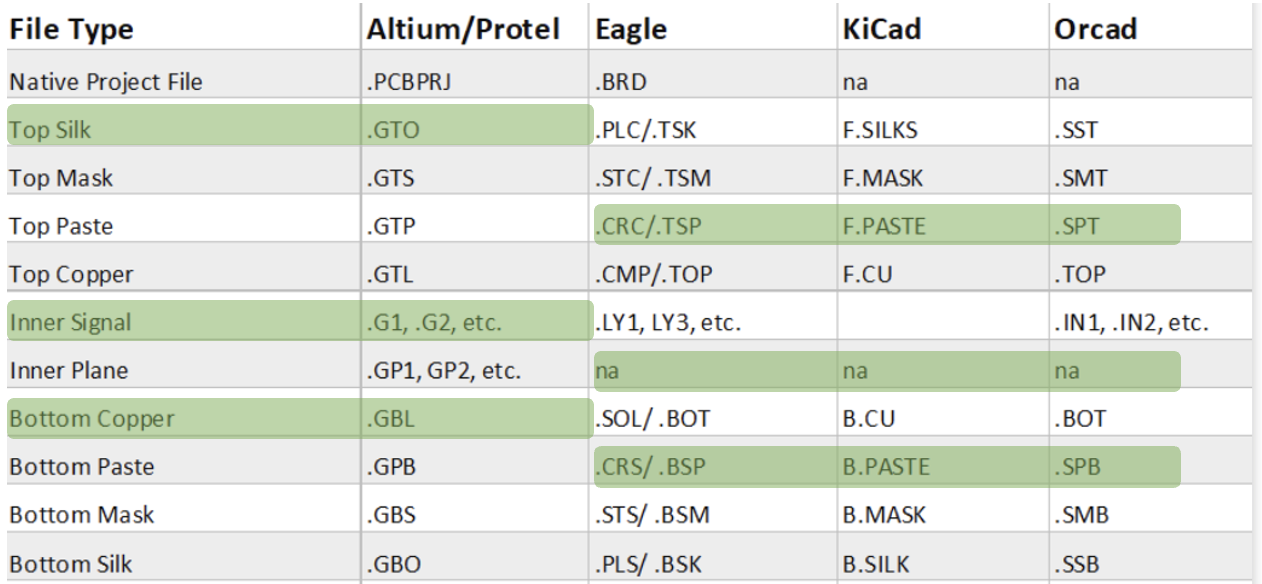 File Type Altium/Protel Eagle KiCad Orcad
Native Project File .PCBPRJ .BRD na na
Top Silk .GTO .PLC/.TSK F.SILKS .SST
Top Mask .GTS .STC/ .TSM F.MASK .SMT
Top Paste .GTP .CRC/.TSP F.PASTE .SPT
Top Copper .GTL .CMP/.TOP F.CU .TOP
Inner Signal .G1, .G2, etc. .LY1, LY3, etc. .IN1, .IN2, etc.
Inner Plane .GP1, GP2, etc. na na na
Bottom Copper .GBL .SOL/ .BOT B.CU .BOT
Bottom Paste .GPB .CRS/ .BSP B.PASTE .SPB
Bottom Mask .GBS .STS/ .BSM B.MASK .SMB
Bottom Silk .GBO .PLS/ .BSK B.SILK .SSB